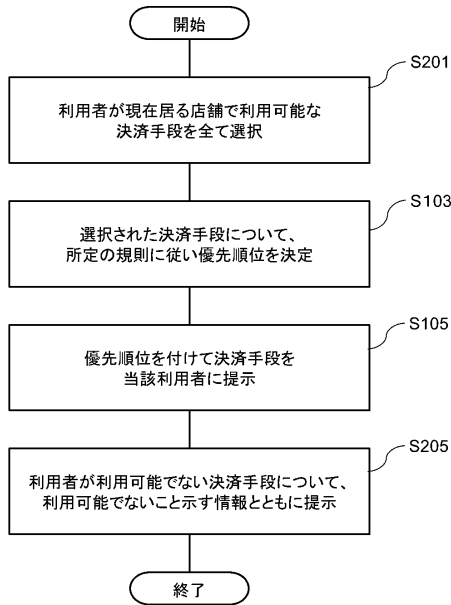 開始
S201
利用者が現在居る店舗で利用可能な
決済手段を全て選択
S103
選択された決済手段について、
所定の規則に従い優先順位を決定
S105
優先順位を付けて決済手段を
当該利用者に提示
S205
利用者が利用可能でない決済手段について、
利用可能でないこと示す情報とともに提示
終了